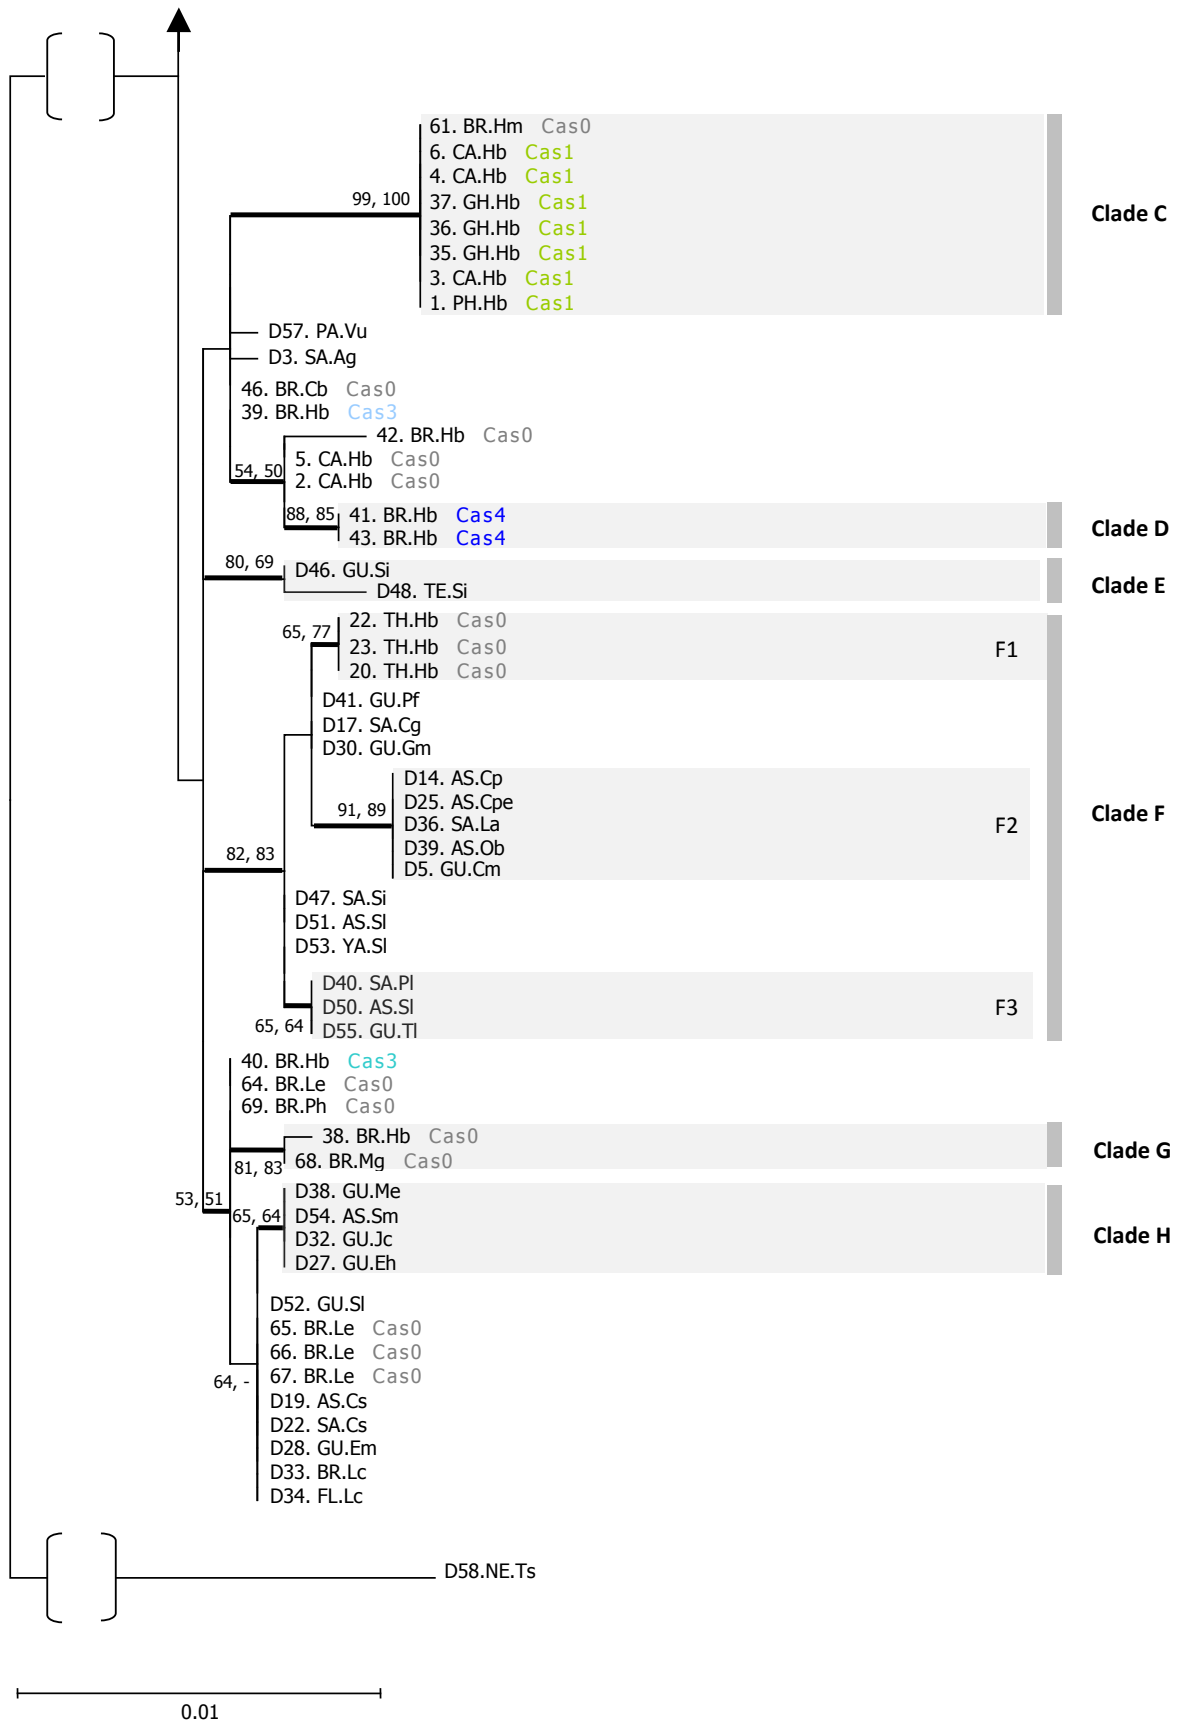 61. BR.Hm Cas0
6. CA.Hb Cas1
4. CA.Hb Cas1
99, 100
37. GH.Hb Cas1
Clade C
36. GH.Hb Cas1
35. GH.Hb Cas1
3. CA.Hb Cas1
1. PH.Hb Cas1
D57. PA.Vu
D3. SA.Ag
46. BR.Cb Cas0
39. BR.Hb Cas3
42. BR.Hb Cas0
5. CA.Hb Cas0
54, 50
2. CA.Hb Cas0
88, 85
41. BR.Hb Cas4
Clade D
43. BR.Hb Cas4
80, 69
D46. GU.Si
Clade E
D48. TE.Si
22. TH.Hb Cas0
65, 77
23. TH.Hb Cas0
F1
20. TH.Hb Cas0
D41. GU.Pf
D17. SA.Cg
D30. GU.Gm
D14. AS.Cp
D25. AS.Cpe
91, 89
D36. SA.La
F2
Clade F
D39. AS.Ob
82, 83
D5. GU.Cm
D47. SA.Si
D51. AS.Sl
D53. YA.Sl
D40. SA.Pl
D50. AS.Sl
F3
65, 64
D55. GU.Tl
40. BR.Hb Cas3
64. BR.Le Cas0
69. BR.Ph Cas0
38. BR.Hb Cas0
Clade G
81, 83
68. BR.Mg Cas0
53, 51
D38. GU.Me
65, 64
D54. AS.Sm
D32. GU.Jc
Clade H
D27. GU.Eh
D52. GU.Sl
65. BR.Le Cas0
66. BR.Le Cas0
67. BR.Le Cas0
64, -
D19. AS.Cs
D22. SA.Cs
D28. GU.Em
D33. BR.Lc
D34. FL.Lc
D58.NE.Ts
0.01